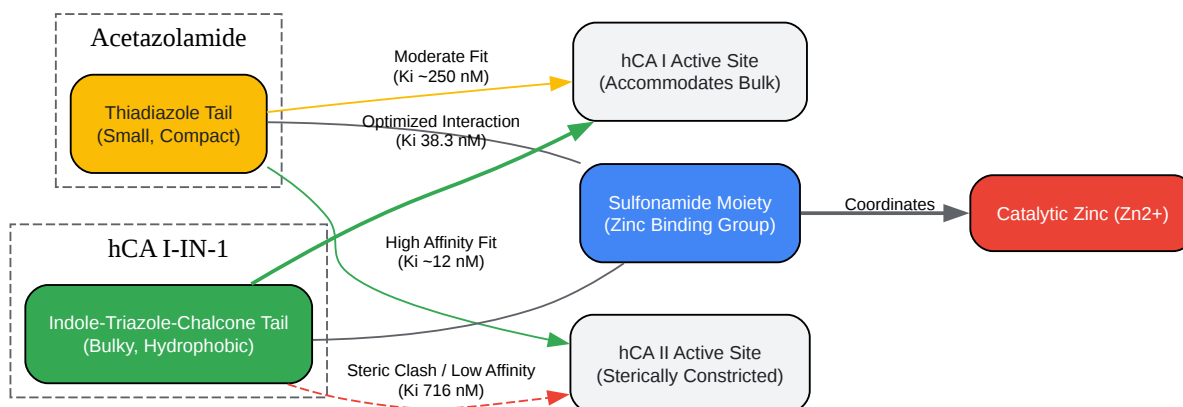 Acetazolamide
Thiadiazole Tail
(Small, Compact)
Moderate Fit
(Ki ~250 nM)
hCA I Active Site
(Accommodates Bulk)
Optimized Interaction
(Ki 38.3 nM)
Sulfonamide Moiety
(Zinc Binding Group)
Coordinates
Catalytic Zinc (Zn2+)
hCA I-IN-1
High Affinity Fit
(Ki ~12 nM)
Indole-Triazole-Chalcone Tail
(Bulky, Hydrophobic)
hCA II Active Site
(Sterically Constricted)
Steric Clash / Low Affinity
(Ki 716 nM)